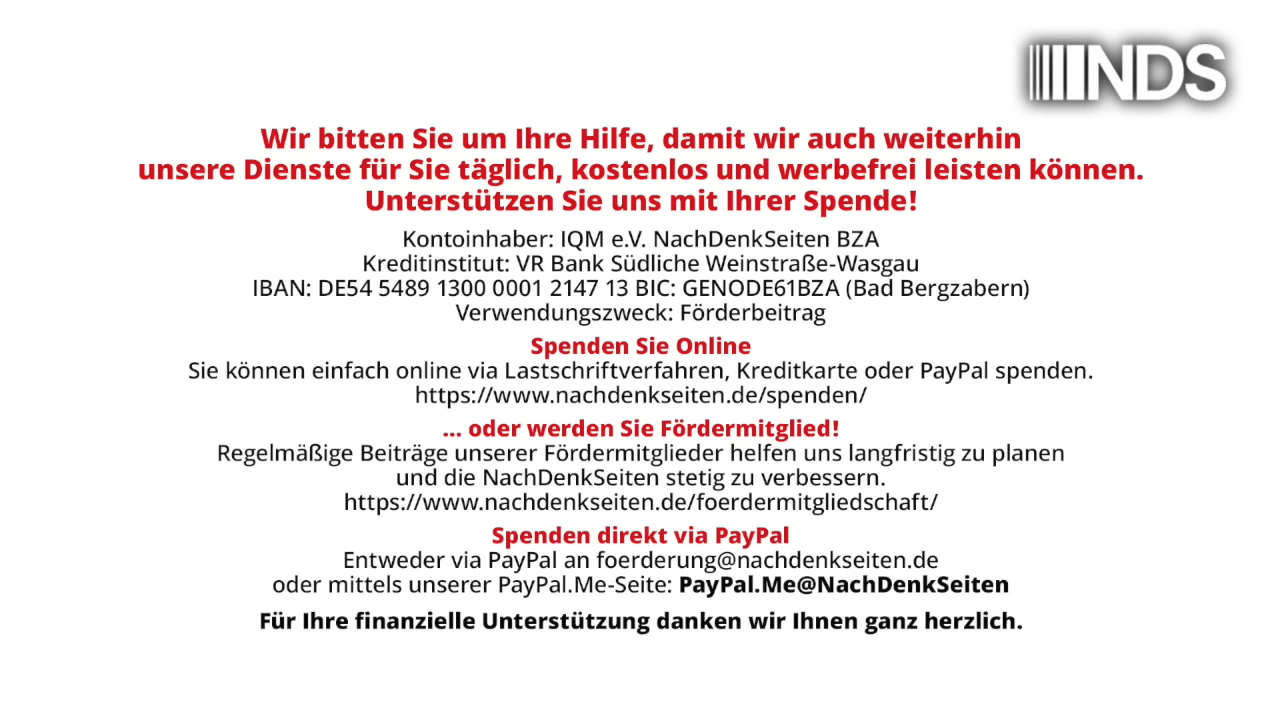 NDS
Wir bitten Sie um Ihre Hilfe, damit wir auch weiterhin
unsere Dienste für Sie täglich, kostenlos und werbefrei leisten können.
Unterstützen Sie uns mit Ihrer Spende!
Kontoinhaber: IQM e.V. NachDenkSeiten BZA
Kreditinstitut: VR Bank Südliche Weinstraße-Wasgau
IBAN: DE54 5489 1300 0001 2147 13 BIC: GENODE61BZA (Bad Bergzabern)
Verwendungszweck: Förderbeitrag
Spenden Sie Online
Sie können einfach online via Lastschriftverfahren, Kreditkarte oder PayPal spenden.
https://www.nachdenkseiten.de/spenden/
... oder werden Sie Fördermitglied!
Regelmäßige Beiträge unserer Fördermitglieder helfen uns langfristig zu planen
und die NachDenkSeiten stetig zu verbessern.
https://www.nachdenkseiten.de/foerdermitgliedschaft/
Spenden direkt via PayPal
Entweder via PayPal an foerderung@nachdenkseiten.de
oder mittels unserer PayPal.Me-Seite: PayPal.Me@NachDenkSeiten
Für Ihre finanzielle Unterstützung danken wir Ihnen ganz herzlich.